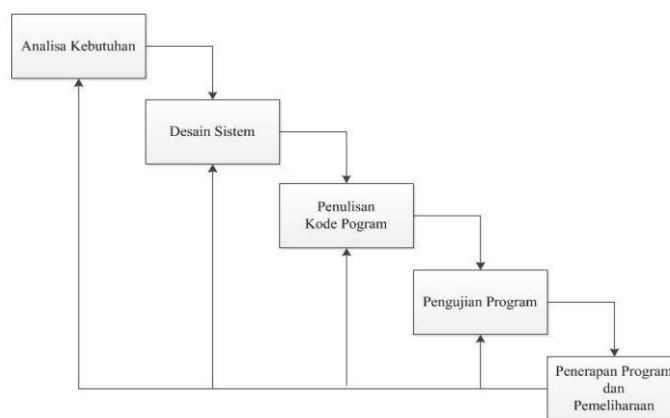 Analisa Kebutuhan
Desain Sistem
Penulisan
Kode Pogram
Pengujian Program
Penerapan Program
dan
Pemeliharaan